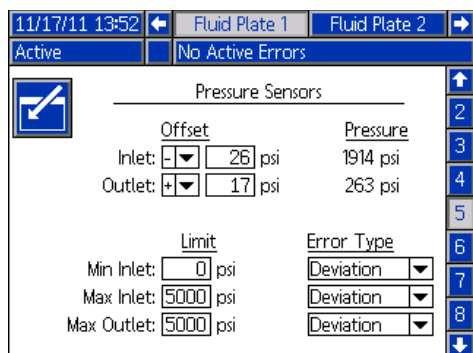 11/17/11 13:52 Fluid Plate 1 Fluid Plate 2
Active No Active Errors
Pressure Sensors
Offset Pressure
Inlet: - 26 psi 1914 psi
Outlet: + 17 psi 263 psi
Limit Error Type
Min Inlet: 0 psi Deviation
Max Inlet: 5000 psi Deviation
Max Outlet: 5000 psi Deviation
2
3
4
5
6
7
8